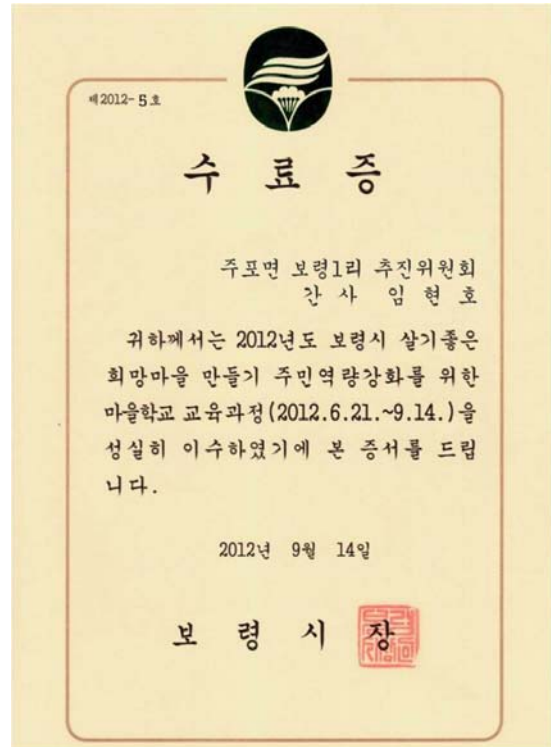 제2012-5호
수 료 증
주포면 보령1리 추진위원회
간 사 임 현 호
귀하께서는 2012년도 보령시 살기좋은
희망마을 만들기 주민역량강화를 위한
마을학교 교육과정(2012.6.21.~9.14.)을
성실히 이수하였기에 본 증서를 드립
니다.
2012년 9월 14일
보 령 시 장